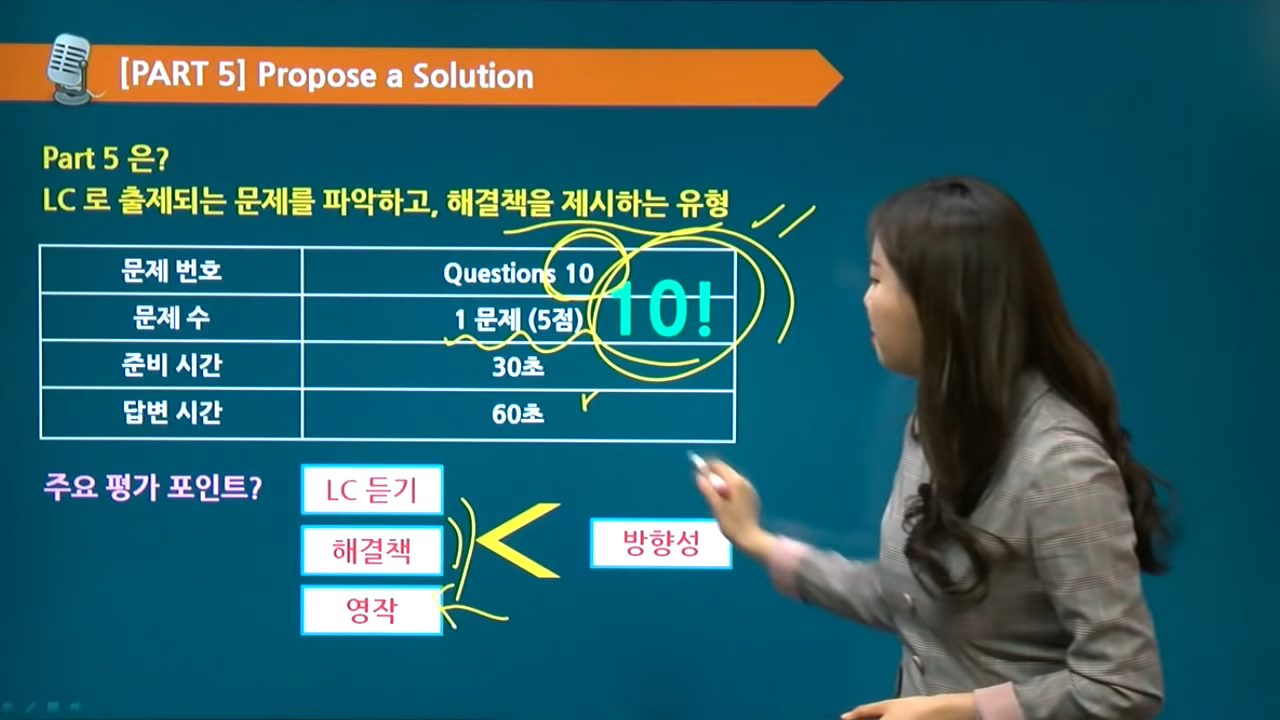 [PART 5] Propose a Solution
Part 5 은?
LC 로 출제되는 문제를 파악하고, 해결책을 제시하는 유형
문제 번호 Questions 10
문제 수 1 문제 (5점)
10!
준비 시간 30초
답변 시간 60초
주요 평가 포인트?
LC 듣기
해결책
영작
<
방향성